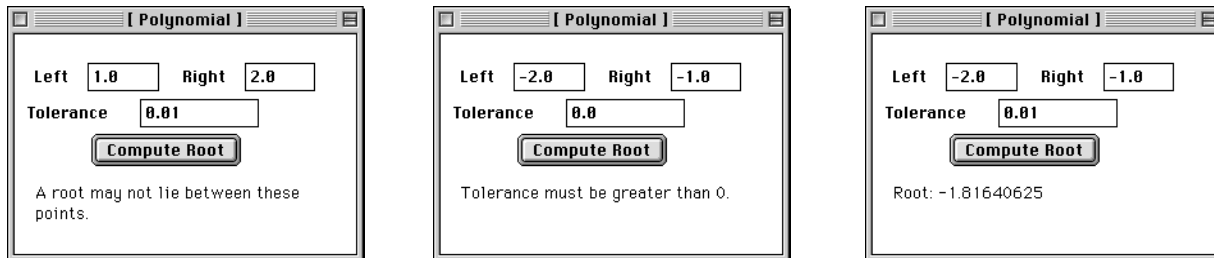 [ Polynomial ]
Left 1.0 Right 2.0
Tolerance 0.01
Compute Root
A root may not lie between these
points.
[ Polynomial ]
Left -2.0 Right -1.0
Tolerance 0.0
Compute Root
Tolerance must be greater than 0.
[ Polynomial ]
Left -2.0 Right -1.0
Tolerance 0.01
Compute Root
Root: -1.81640625